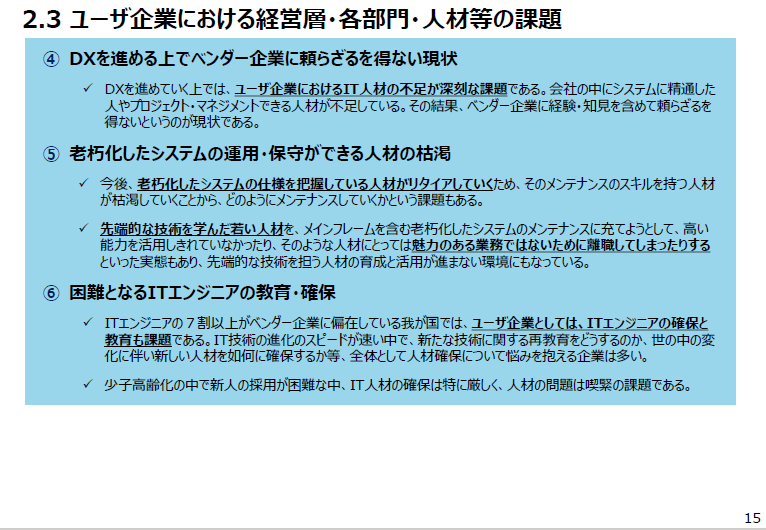 2.3 ユーザ企業における経営層・各部門・人材等の課題
④ DXを進める上でベンダー企業に頼らざるを得ない現状
✓ DXを進めていく上では、ユーザ企業におけるIT人材の不足が深刻な課題である。会社の中にシステムに精通した
人やプロジェクト・マネジメントできる人材が不足している。その結果、ベンダー企業に経験・知見を含めて頼らざるを
得ないというのが現状である。
⑤ 老朽化したシステムの運用・保守ができる人材の枯渇
✓ 今後、老朽化したシステムの仕様を把握している人材がリタイアしていくため、そのメンテナンスのスキルを持つ人材
が枯渇していくことから、どのようにメンテナンスしていくかという課題もある。
✓ 先端的な技術を学んだ若い人材を、メインフレームを含む老朽化したシステムのメンテナンスに充てようとして、高い
能力を活用しきれていなかったり、そのような人材にとっては魅力のある業務ではないために離職してしまったりする
といった実態もあり、先端的な技術を担う人材の育成と活用が進まない環境にもなっている。
⑥ 困難となるITエンジニアの教育・確保
✓ ITエンジニアの７割以上がベンダー企業に偏在している我が国では、ユーザ企業としては、ITエンジニアの確保と
教育も課題である。IT技術の進化のスピードが速い中で、新たな技術に関する再教育をどうするのか、世の中の変
化に伴い新しい人材を如何に確保するか等、全体として人材確保について悩みを抱える企業は多い。
✓ 少子高齢化の中で新人の採用が困難な中、IT人材の確保は特に厳しく、人材の問題は喫緊の課題である。
15